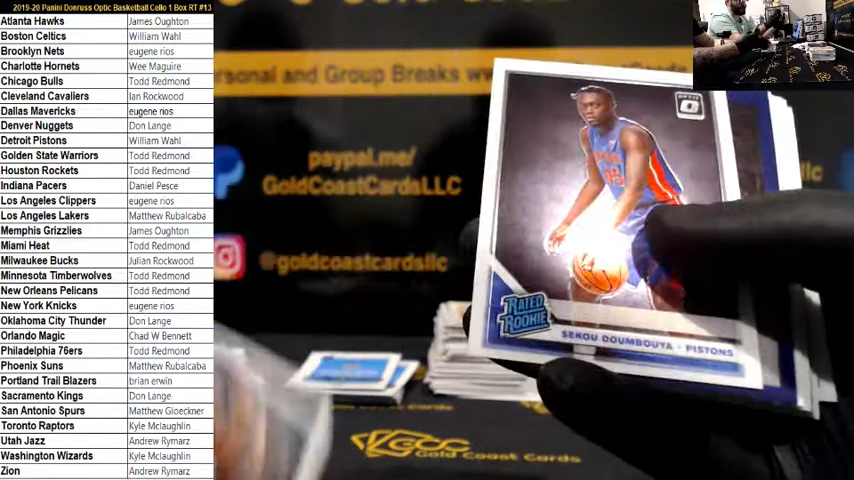 2019-20 Panini Donruss Optic Basketball Cello 1 Box RT #13
Atlanta Hawks James Oughton
Boston Celtics William Wahl
Brooklyn Nets eugene rios
Charlotte Hornets Wee Maguire
Chicago Bulls Todd Redmond
Cleveland Cavaliers Ian Rockwood
Dallas Mavericks eugene rios
Denver Nuggets Don Lange
Detroit Pistons William Wahl
Golden State Warriors Todd Redmond
Houston Rockets Todd Redmond
Indiana Pacers Daniel Pesce
Los Angeles Clippers eugene rios
Los Angeles Lakers Matthew Rubalcaba
Memphis Grizzlies James Oughton
Miami Heat Todd Redmond
Milwaukee Bucks Julian Rockwood
Minnesota Timberwolves Todd Redmond
New Orleans Pelicans Todd Redmond
New York Knicks eugene rios
Oklahoma City Thunder Don Lange
Orlando Magic Chad W Bennett
Philadelphia 76ers Todd Redmond
Phoenix Suns Matthew Rubalcaba
Portland Trail Blazers brian erwin
Sacramento Kings Don Lange
San Antonio Spurs Matthew Gloeckner
Toronto Raptors Kyle Mclaughlin
Utah Jazz Andrew Rymarz
Washington Wizards Kyle Mclaughlin
Zion Andrew Rymarz
ersonal and Group Breaks
paypal.me/
GoldCoastCardsLLC
@goldcoastcardsllc
OPTIC
RATED
ROOKIE
SEKOU DOUMBOUYA - PISTONS
GCC
Gold Coast Cards